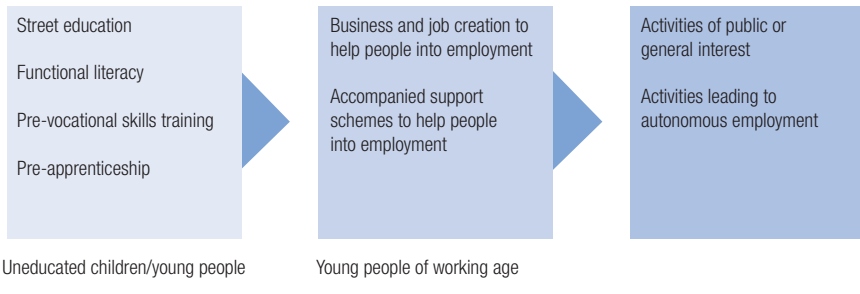 Street education
Functional literacy
Pre-vocational skills training
Pre-apprenticeship
Business and job creation to
help people into employment
Accompanied support
schemes to help people
into employment
Activities of public or
general interest
Activities leading to
autonomous employment
Uneducated children/young people
Young people of working age